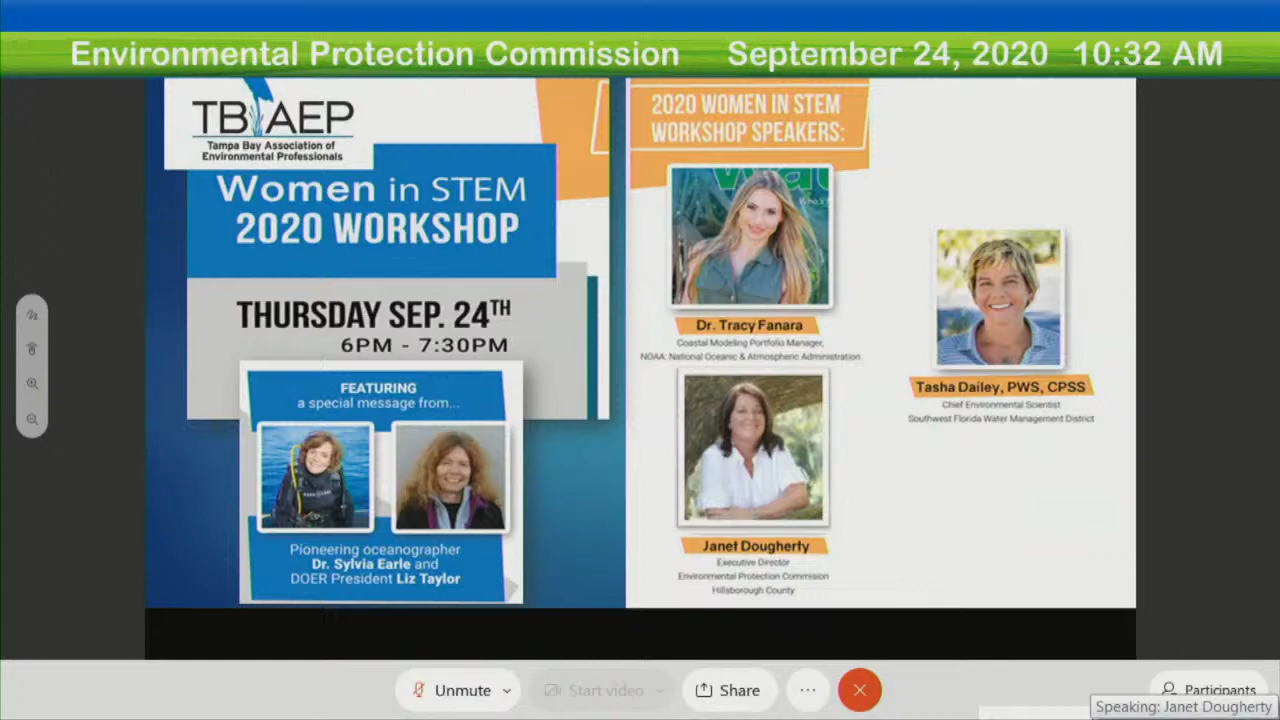 Environmental Protection Commission September 24, 2020 10:32 AM
TBAEP
Tampa Bay Association of
Environmental Professionals
Women in STEM
2020 WORKSHOP
THURSDAY SEP. 24TH
6PM - 7:30PM
FEATURING
a special message from...
Pioneering oceanographer
Dr. Sylvia Earle and
DOER President Liz Taylor
2020 WOMEN IN STEM
WORKSHOP SPEAKERS:
Wat
Who's
Dr. Tracy Fanara
Coastal Modeling Portfolio Manager,
NOAA: National Oceanic & Atmospheric Administration
Janet Dougherty
Executive Director
Environmental Protection Commision
Hillsborough County
Tasha Dailey, PWS, CPSS
Chief Environmental Scientist
Southwest Florida Water Management District
Unmute
Start video
Share
Participants
Speaking: Janet Dougherty